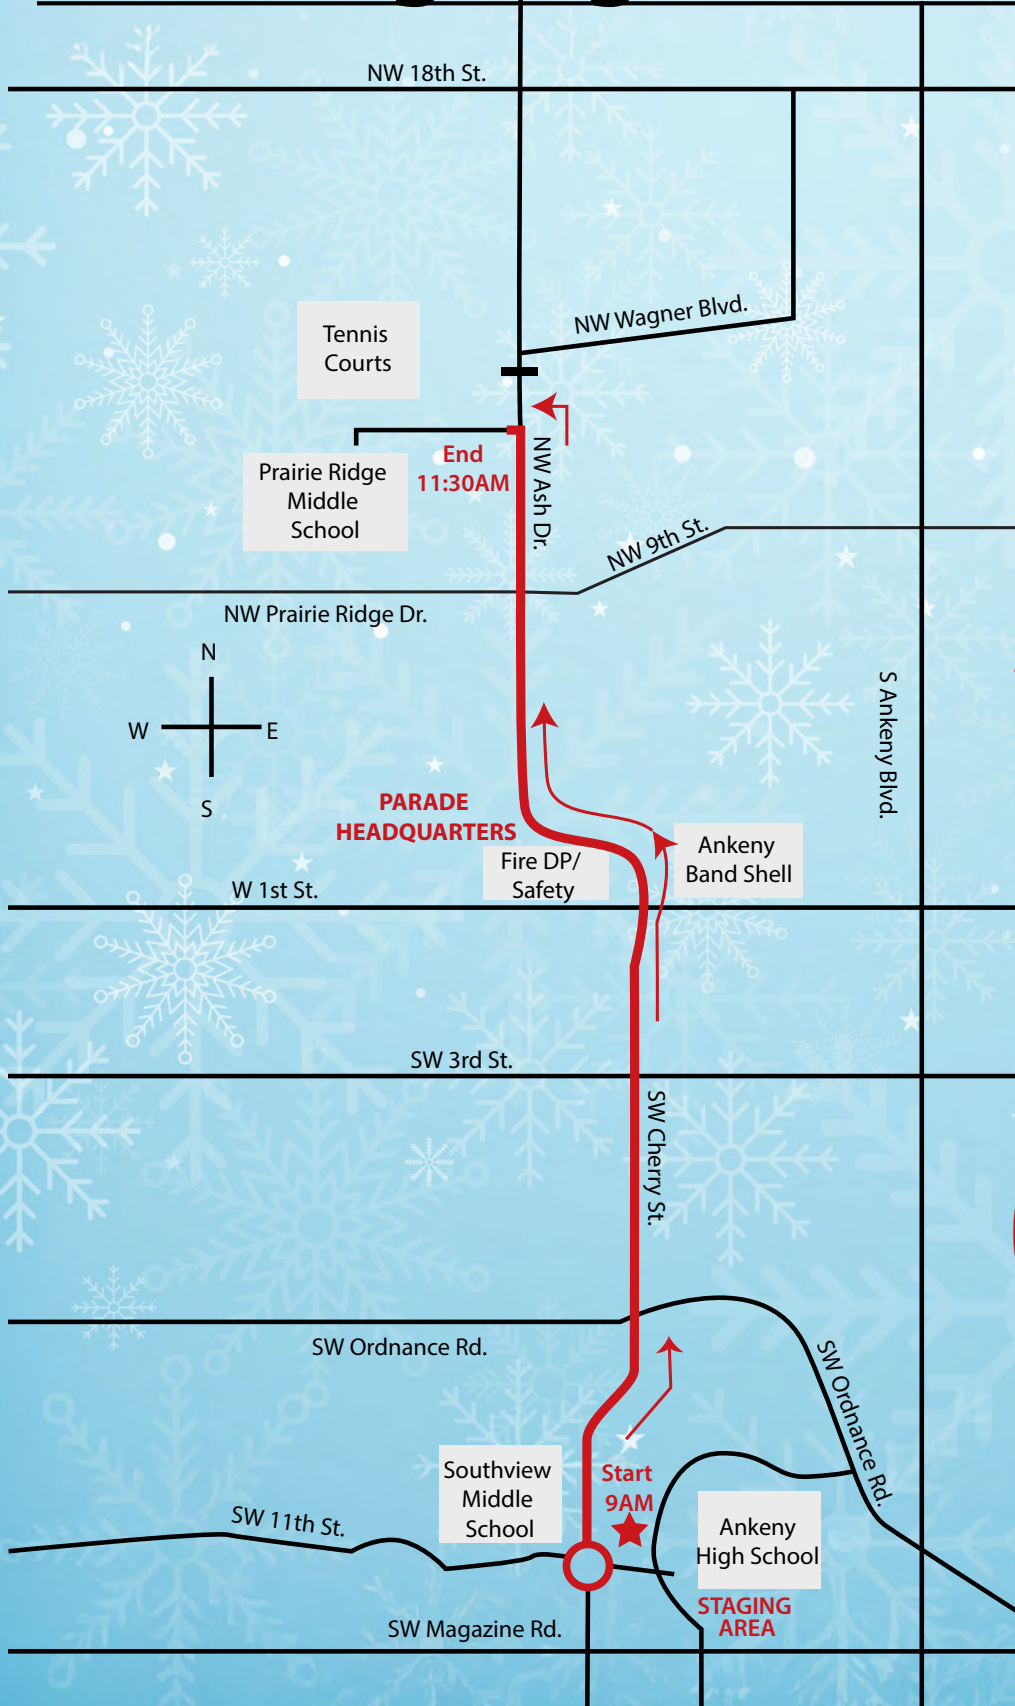 NW 18th St.
NW Wagner Blvd.
Tennis
Courts
End
11:30AM
NW Ash Dr.
Prairie Ridge
Middle
School
NW 9th St.
NW Prairie Ridge Dr.
N
W
E
S
S Ankeny Blvd.
PARADE
HEADQUARTERS
Ankeny
Band Shell
Fire DP/
Safety
W 1st St.
SW 3rd St.
SW Cherry St.
SW Ordnance Rd.
SW Ordnance Rd.
Southview
Middle
School
Start
9AM
SW 11th St.
Ankeny
High School
STAGING
AREA
SW Magazine Rd.